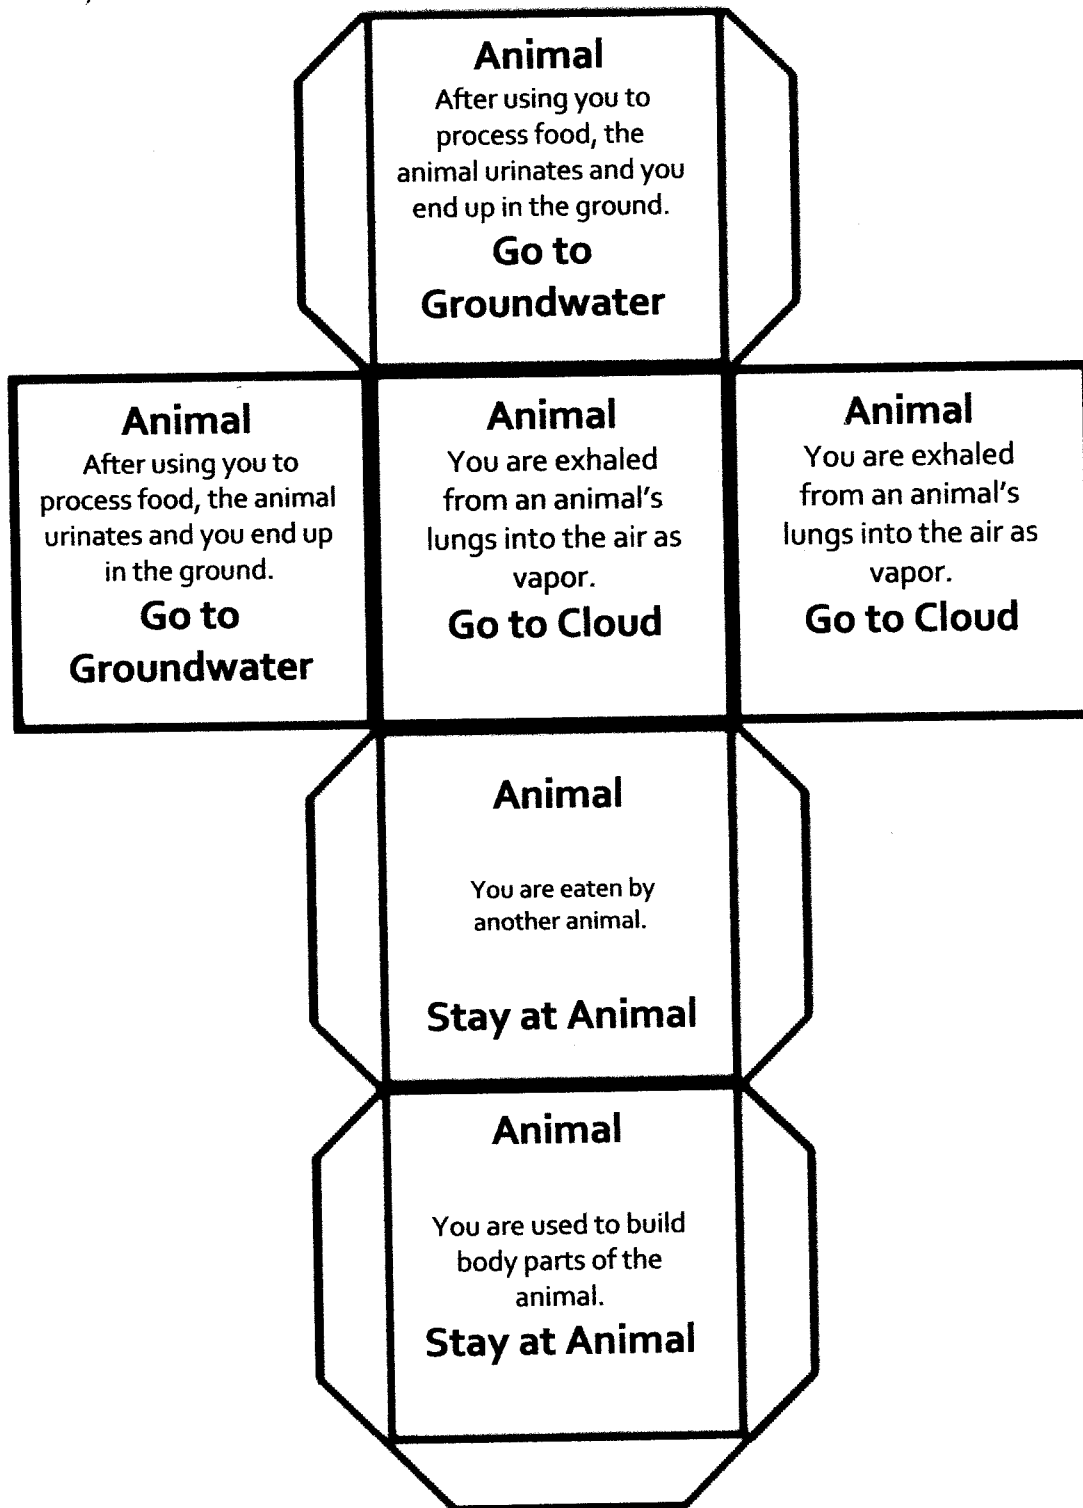 Animal
After using you to
process food, the
animal urinates and you
end up in the ground.
Go to
Groundwater
Animal
After using you to
process food, the animal
urinates and you end up
in the ground.
Go to
Groundwater
Animal
You are exhaled
from an animal's
lungs into the air as
vapor.
Go to Cloud
Animal
You are exhaled
from an animal's
lungs into the air as
vapor.
Go to Cloud
Animal
You are eaten by
another animal.
Stay at Animal
Animal
You are used to build
body parts of the
animal.
Stay at Animal